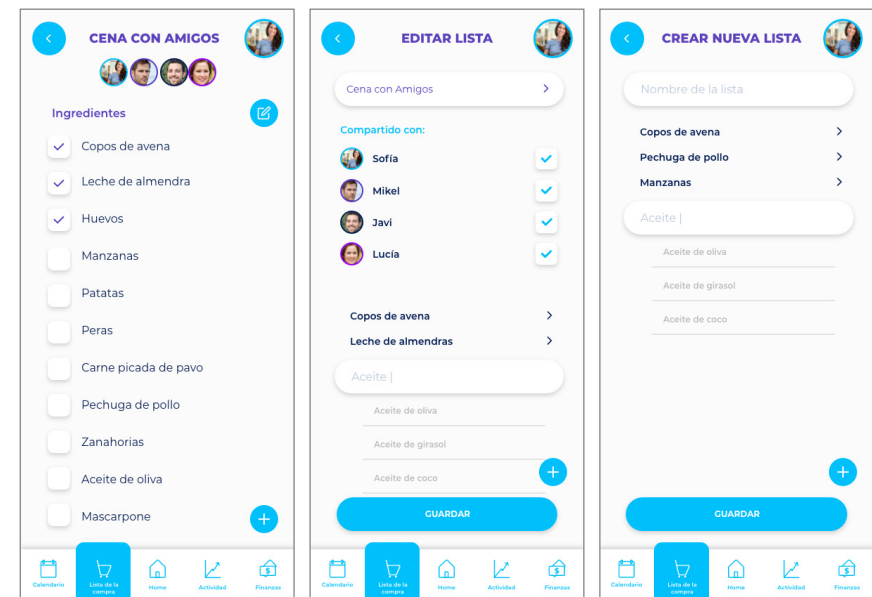 CENA CON AMIGOS
Ingredientes
Copos de avena
Leche de almendra
Huevos
Manzanas
Patatas
Peras
Carne picada de pavo
Pechuga de pollo
Zanahorias
Aceite de oliva
Mascarpone
Calendario
Lista de la
compra
Home
Actividad
Finanzas
EDITAR LISTA
Cena con Amigos
Compartido con:
Sofía
Mikel
Javi
Lucía
Copos de avena
Leche de almendras
Aceite |
Aceite de oliva
Aceite de girasol
Aceite de coco
GUARDAR
Calendario
Lista de la
compra
Home
Actividad
Finanzas
CREAR NUEVA LISTA
Nombre de la lista
Copos de avena
Pechuga de pollo
Manzanas
Aceite |
Aceite de oliva
Aceite de girasol
Aceite de coco
GUARDAR
Calendario
Lista de la
compra
Home
Actividad
Finanzas